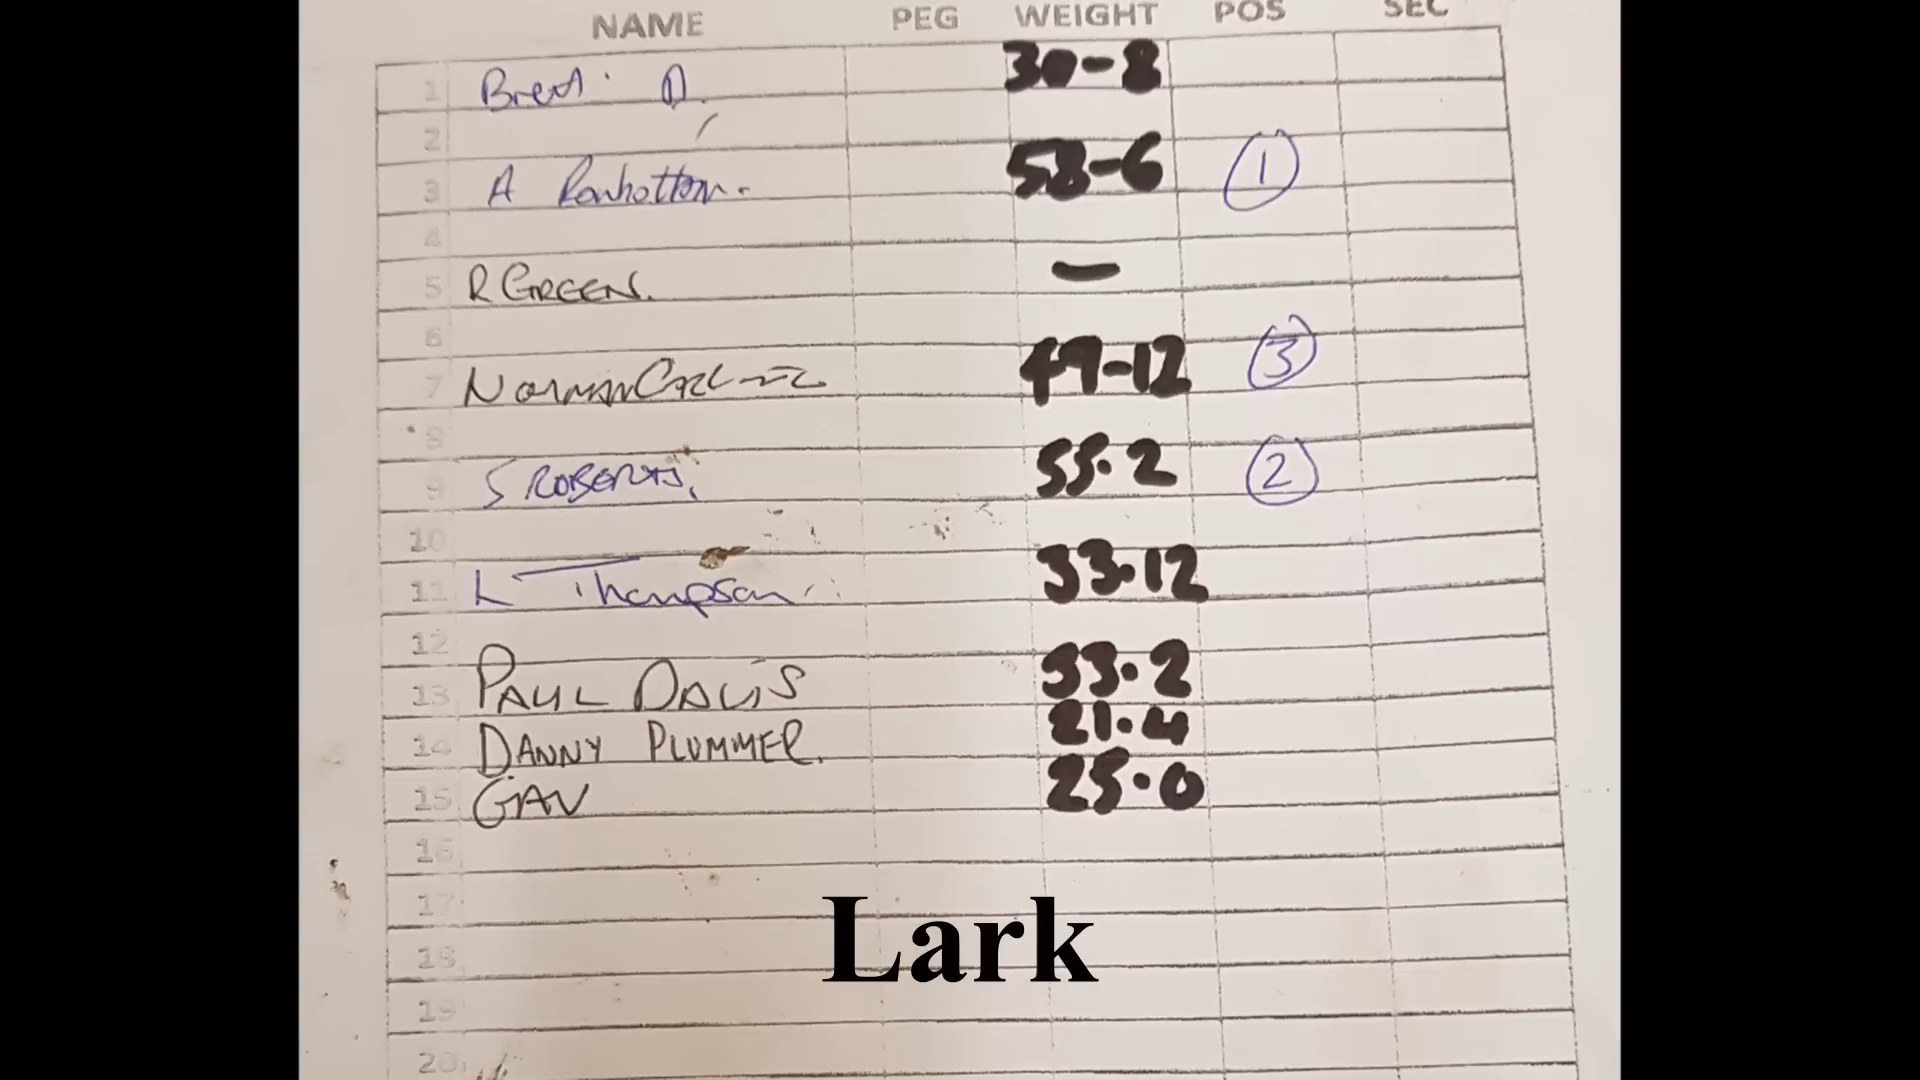 NAME PEG WEIGHT POS SEC
1 Brent D. 30-8
2
3 A 58-6 1
4
5 R GREEN. -
6
7 NORMAN 49-12 3
8
9 S ROBERTS. 55.2 2
10
11 L Thompson 33.12
12
13 PAUL DAVIS 33.2
14 DANNY PLUMMER. 21.4
15 GAV 25.0
16
17
Lark
18
19
20